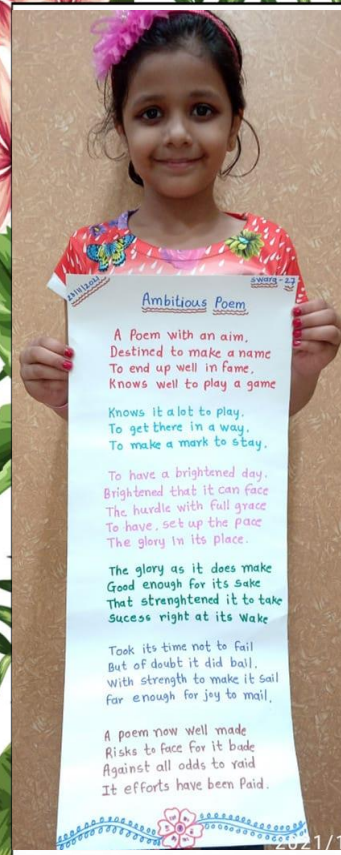 23/11/2021
Swara - 27
Ambitious Poem
A Poem with an aim,
Destined to make a name
To end up well in fame,
Knows well to play a game
Knows it a lot to play.
To get there in a way,
To make a mark to stay.
To have a brightened day.
Brightened that it can face
The hurdle with full grace
To have, set up the pace
The glory In its place.
The glory as it does make
Good enough for its sake
That strenghtened it to take
Sucess right at its wake
Took its time not to fail
But of doubt it did bail,
With strength to make it sail
far enough for joy to mail,
A poem now well made
Risks to face for it bade
Against all odds to raid
It efforts have been Paid.
2021/1